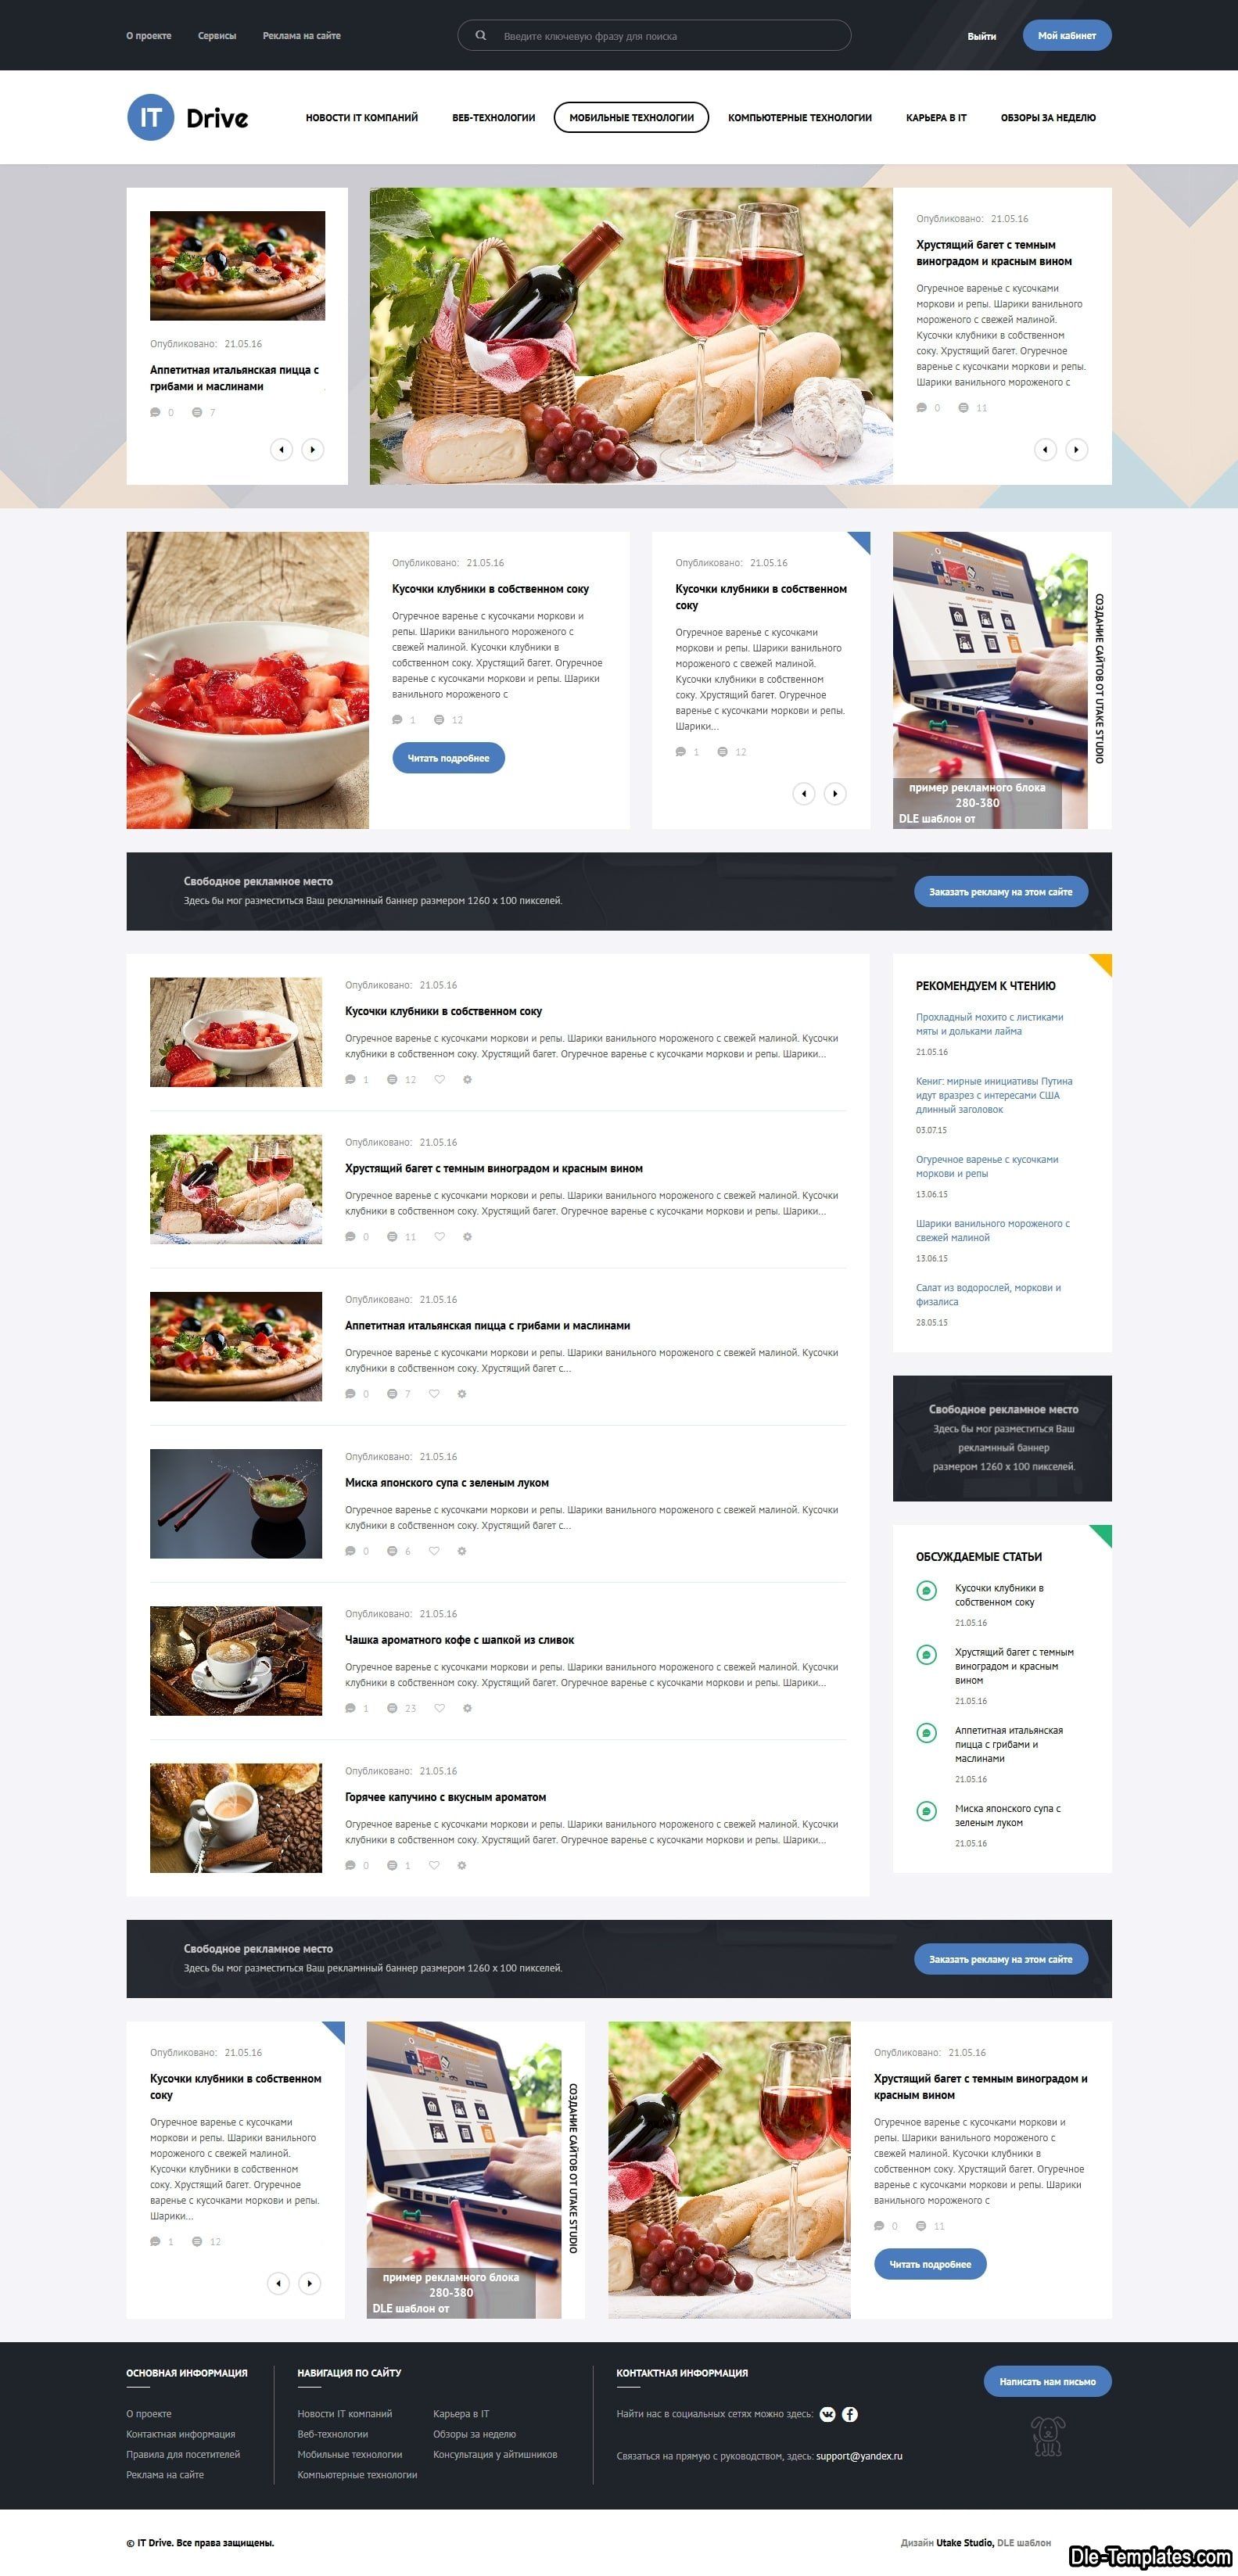 О проекте
Сервисы
Реклама на сайте
Введите ключевую фразу для поиска
Выйти
Мой кабинет
IT Drive
НОВОСТИ IT КОМПАНИЙ
ВЕБ-ТЕХНОЛОГИИ
МОБИЛЬНЫЕ ТЕХНОЛОГИИ
КОМПЬЮТЕРНЫЕ ТЕХНОЛОГИИ
КАРЬЕРА В IT
ОБЗОРЫ ЗА НЕДЕЛЮ
Опубликовано: 21.05.16
Аппетитная итальянская пицца с
грибами и маслинами
0 7
Опубликовано: 21.05.16
Хрустящий багет с темным
виноградом и красным вином
Огуречное варенье с кусочками
моркови и репы. Шарики ванильного
мороженого с свежей малиной.
Кусочки клубники в собственном
соку. Хрустящий багет. Огуречное
варенье с кусочками моркови и репы.
Шарики ванильного мороженого с
0 11
Опубликовано: 21.05.16
Кусочки клубники в собственном соку
Огуречное варенье с кусочками моркови и
репы. Шарики ванильного мороженого с
свежей малиной. Кусочки клубники в
собственном соку. Хрустящий багет. Огуречное
варенье с кусочками моркови и репы. Шарики
ванильного мороженого с
1 12
Читать подробнее
Опубликовано: 21.05.16
Кусочки клубники в собственном
соку
Огуречное варенье с кусочками
моркови и репы. Шарики ванильного
мороженого с свежей малиной.
Кусочки клубники в собственном
соку. Хрустящий багет. Огуречное
варенье с кусочками моркови и репы.
Шарики...
1 12
СОЗДАНИЕ САЙТОВ ОТ UTAKE STUDIO
пример рекламного блока
280-380
DLE шаблон от
Свободное рекламное место
Здесь бы мог разместиться Ваш рекламнный баннер размером 1260 х 100 пикселей.
Заказать рекламу на этом сайте
Опубликовано: 21.05.16
Кусочки клубники в собственном соку
Огуречное варенье с кусочками моркови и репы. Шарики ванильного мороженого с свежей малиной. Кусочки
клубники в собственном соку. Хрустящий багет. Огуречное варенье с кусочками моркови и репы. Шарики...
1 12
Опубликовано: 21.05.16
Хрустящий багет с темным виноградом и красным вином
Огуречное варенье с кусочками моркови и репы. Шарики ванильного мороженого с свежей малиной. Кусочки
клубники в собственном соку. Хрустящий багет. Огуречное варенье с кусочками моркови и репы. Шарики...
0 11
Опубликовано: 21.05.16
Аппетитная итальянская пицца с грибами и маслинами
Огуречное варенье с кусочками моркови и репы. Шарики ванильного мороженого с свежей малиной. Кусочки
клубники в собственном соку. Хрустящий багет с...
0 7
Опубликовано: 21.05.16
Миска японского супа с зеленым луком
Огуречное варенье с кусочками моркови и репы. Шарики ванильного мороженого с свежей малиной. Кусочки
клубники в собственном соку. Хрустящий багет с...
0 6
Опубликовано: 21.05.16
Чашка ароматного кофе с шапкой из сливок
Огуречное варенье с кусочками моркови и репы. Шарики ванильного мороженого с свежей малиной. Кусочки
клубники в собственном соку. Хрустящий багет. Огуречное варенье с кусочками моркови и репы. Шарики...
1 23
Опубликовано: 21.05.16
Горячее капучино с вкусным ароматом
Огуречное варенье с кусочками моркови и репы. Шарики ванильного мороженого с свежей малиной. Кусочки
клубники в собственном соку. Хрустящий багет. Огуречное варенье с кусочками моркови и репы. Шарики...
0 1
РЕКОМЕНДУЕМ К ЧТЕНИЮ
Прохладный мохито с листиками
мяты и дольками лайма
21.05.16
Кениг: мирные инициативы Путина
идут вразрез с интересами США
длинный заголовок
03.07.15
Огуречное варенье с кусочками
моркови и репы
13.06.15
Шарики ванильного мороженого с
свежей малиной
13.06.15
Салат из водорослей, моркови и
физалиса
28.05.15
Свободное рекламное место
Здесь бы мог разместиться Ваш
рекламнный баннер
размером 1260 х 100 пикселей.
ОБСУЖДАЕМЫЕ СТАТЬИ
Кусочки клубники в
собственном соку
21.05.16
Хрустящий багет с темным
виноградом и красным
вином
21.05.16
Аппетитная итальянская
пицца с грибами и
маслинами
21.05.16
Миска японского супа с
зеленым луком
21.05.16
Свободное рекламное место
Здесь бы мог разместиться Ваш рекламнный баннер размером 1260 х 100 пикселей.
Заказать рекламу на этом сайте
Опубликовано: 21.05.16
Кусочки клубники в собственном
соку
Огуречное варенье с кусочками
моркови и репы. Шарики ванильного
мороженого с свежей малиной.
Кусочки клубники в собственном
соку. Хрустящий багет. Огуречное
варенье с кусочками моркови и репы.
Шарики...
1 12
СОЗДАНИЕ САЙТОВ ОТ UTAKE STUDIO
пример рекламного блока
280-380
DLE шаблон от
Опубликовано: 21.05.16
Хрустящий багет с темным виноградом и
красным вином
Огуречное варенье с кусочками моркови и
репы. Шарики ванильного мороженого с
свежей малиной. Кусочки клубники в
собственном соку. Хрустящий багет. Огуречное
варенье с кусочками моркови и репы. Шарики
ванильного мороженого с
0 11
Читать подробнее
ОСНОВНАЯ ИНФОРМАЦИЯ
О проекте
Контактная информация
Правила для посетителей
Реклама на сайте
НАВИГАЦИЯ ПО САЙТУ
Новости IT компаний
Веб-технологии
Мобильные технологии
Компьютерные технологии
Карьера в IT
Обзоры за неделю
Консультация у айтишников
КОНТАКТНАЯ ИНФОРМАЦИЯ
Найти нас в социальных сетях можно здесь:
Связаться на прямую с руководством, здесь: support@yandex.ru
Написать нам письмо
© IT Drive. Все права защищены.
Дизайн Utake Studio, DLE шаблон
Dle-Templates.com